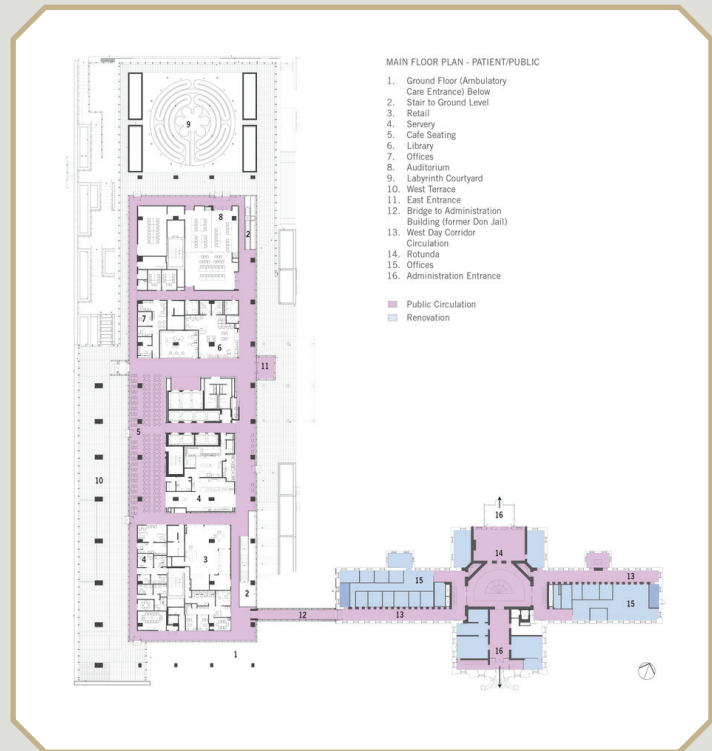 MAIN FLOOR PLAN - PATIENT/PUBLIC
1. Ground Floor (Ambulatory
Care Entrance) Below
2. Stair to Ground Level
3. Retail
4. Servery
5. Cafe Seating
6. Library
7. Offices
8. Auditorium
9. Labyrinth Courtyard
10. West Terrace
11. East Entrance
12. Bridge to Administration
Building (former Don Jail)
13. West Day Corridor
Circulation
14. Rotunda
15. Offices
16. Administration Entrance
Public Circulation
Renovation
9
8
2
7
6
11
5
10
4
4
3
2
12
1
16
14
15
13
13
15
16